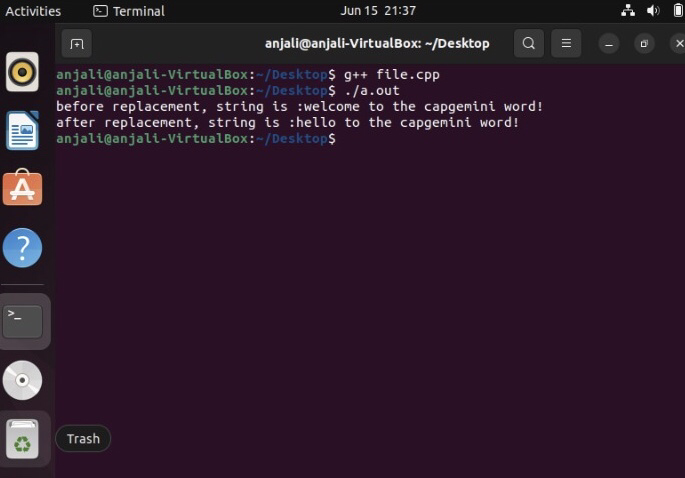 Activities Terminal Jun 15 21:37
anjali@anjali-VirtualBox: ~/Desktop
anjali@anjali-VirtualBox:~/Desktop$ g++ file.cpp
anjali@anjali-VirtualBox:~/Desktop$ ./a.out
before replacement, string is :welcome to the capgemini word!
after replacement, string is :hello to the capgemini word!
anjali@anjali-VirtualBox:~/Desktop$
Trash